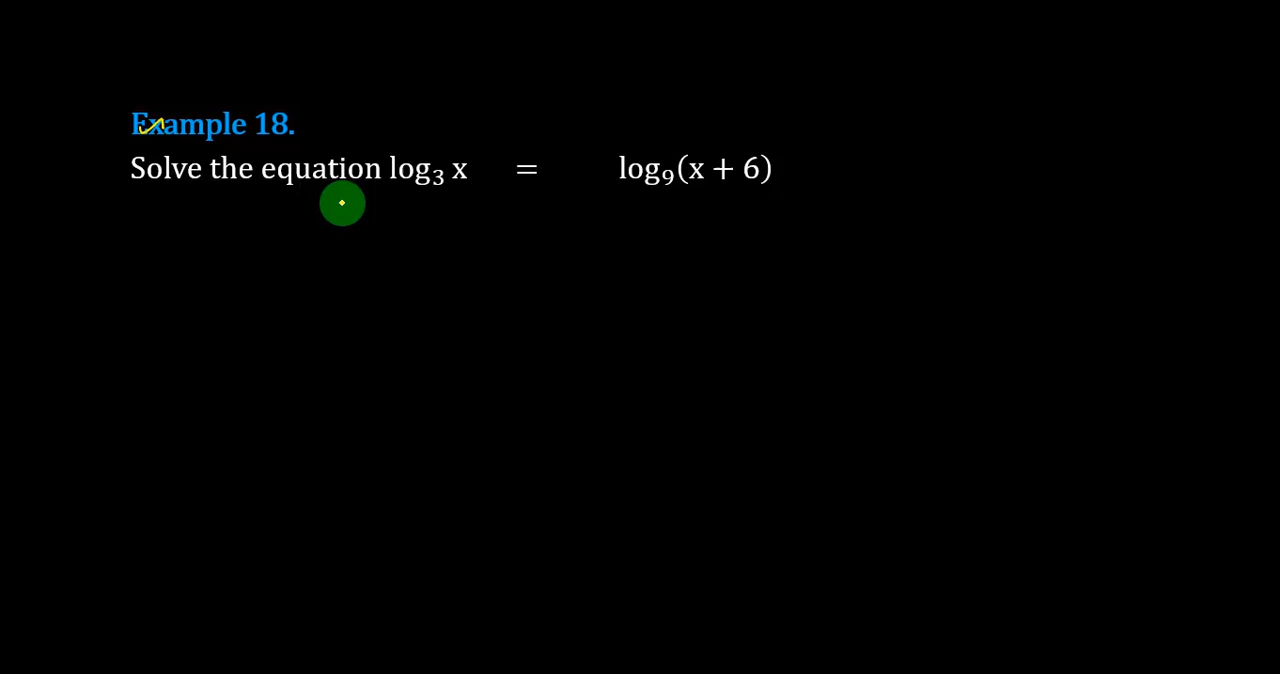 Example 18.
Solve the equation log₃ x = log₉(x + 6)